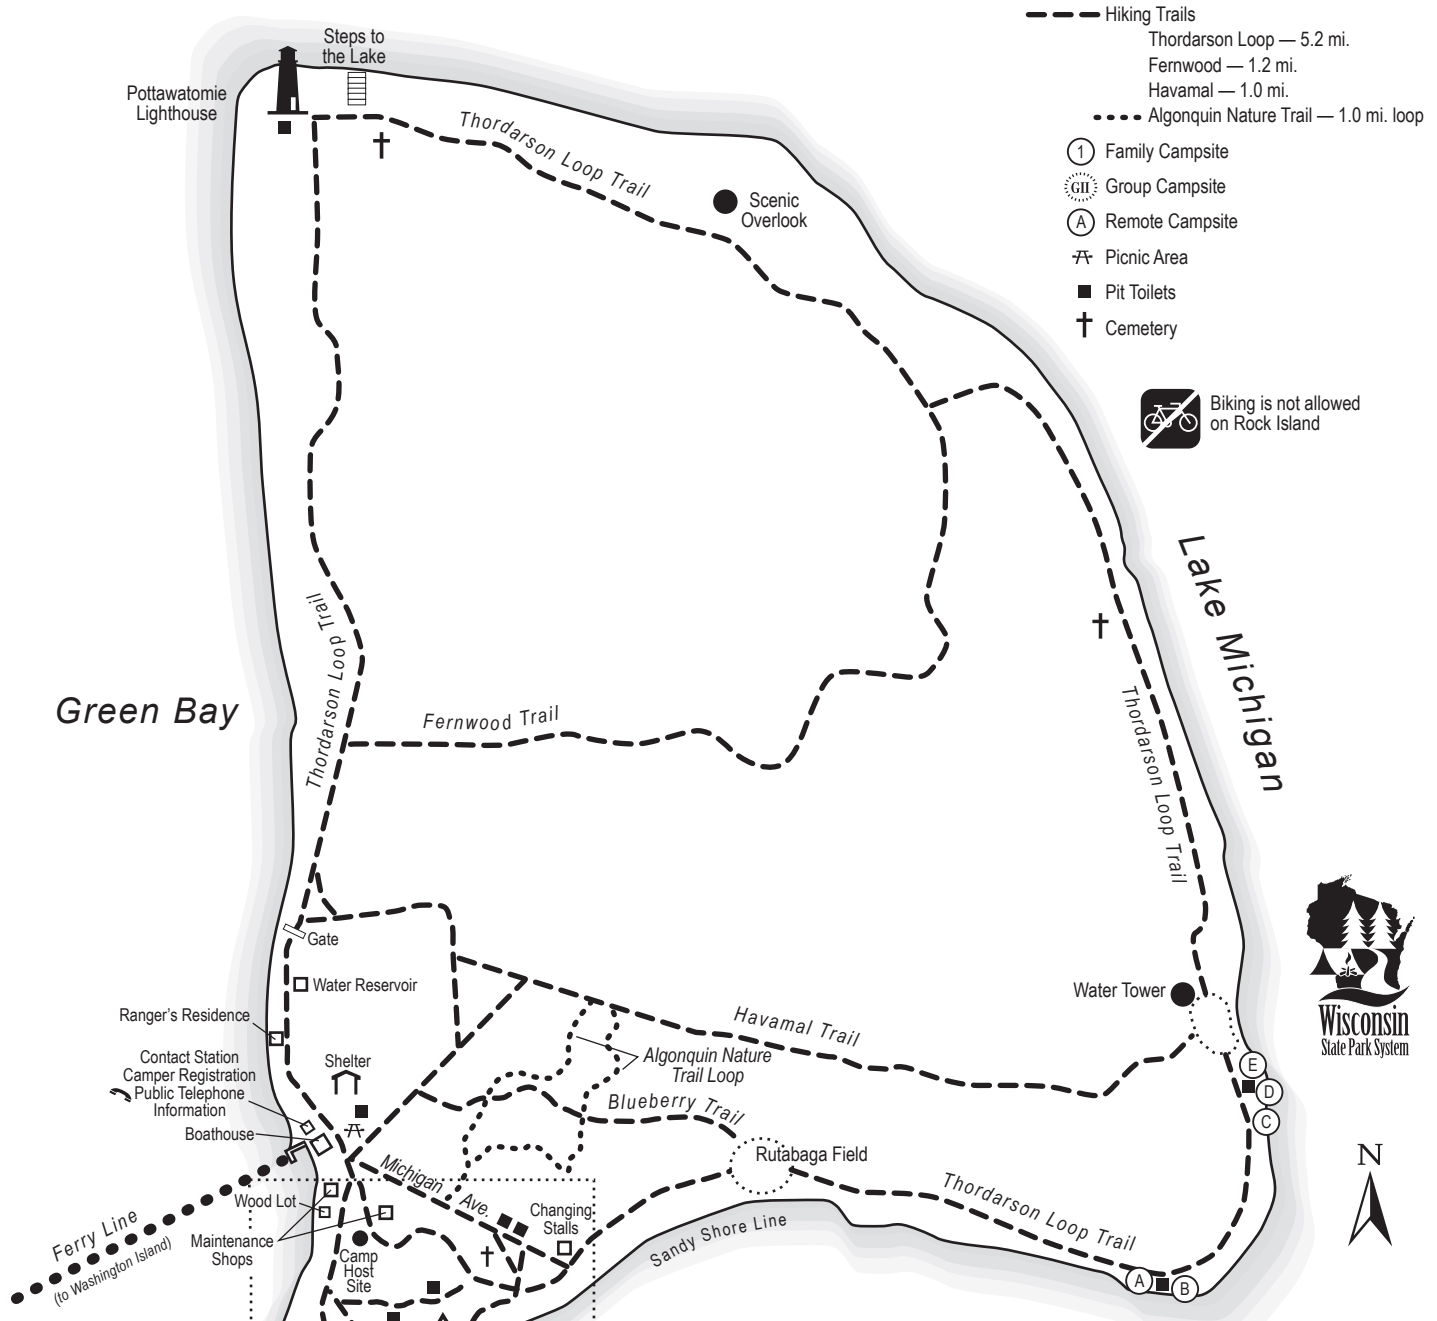 Hiking Trails
Thordarson Loop — 5.2 mi.
Fernwood — 1.2 mi.
Havamal — 1.0 mi.
Algonquin Nature Trail — 1.0 mi. loop
1 Family Campsite
GII Group Campsite
A Remote Campsite
Picnic Area
Pit Toilets
Cemetery
Biking is not allowed
on Rock Island
Steps to
the Lake
Pottawatomie
Lighthouse
Thordarson Loop Trail
Scenic
Overlook
Lake Michigan
Thordarson Loop Trail
Green Bay
Fernwood Trail
Thordarson Loop Trail
Gate
Water Reservoir
Ranger's Residence
Contact Station
Camper Registration
Public Telephone
Information
Boathouse
Shelter
Water Tower
Havamal Trail
Algonquin Nature
Trail Loop
Blueberry Trail
Rutabaga Field
E
D
C
Wisconsin
State Park System
N
Michigan Ave.
Wood Lot
Maintenance
Shops
Changing
Stalls
Camp
Host
Site
Ferry Line
(to Washington Island)
Sandy Shore Line
Thordarson Loop Trail
A
B